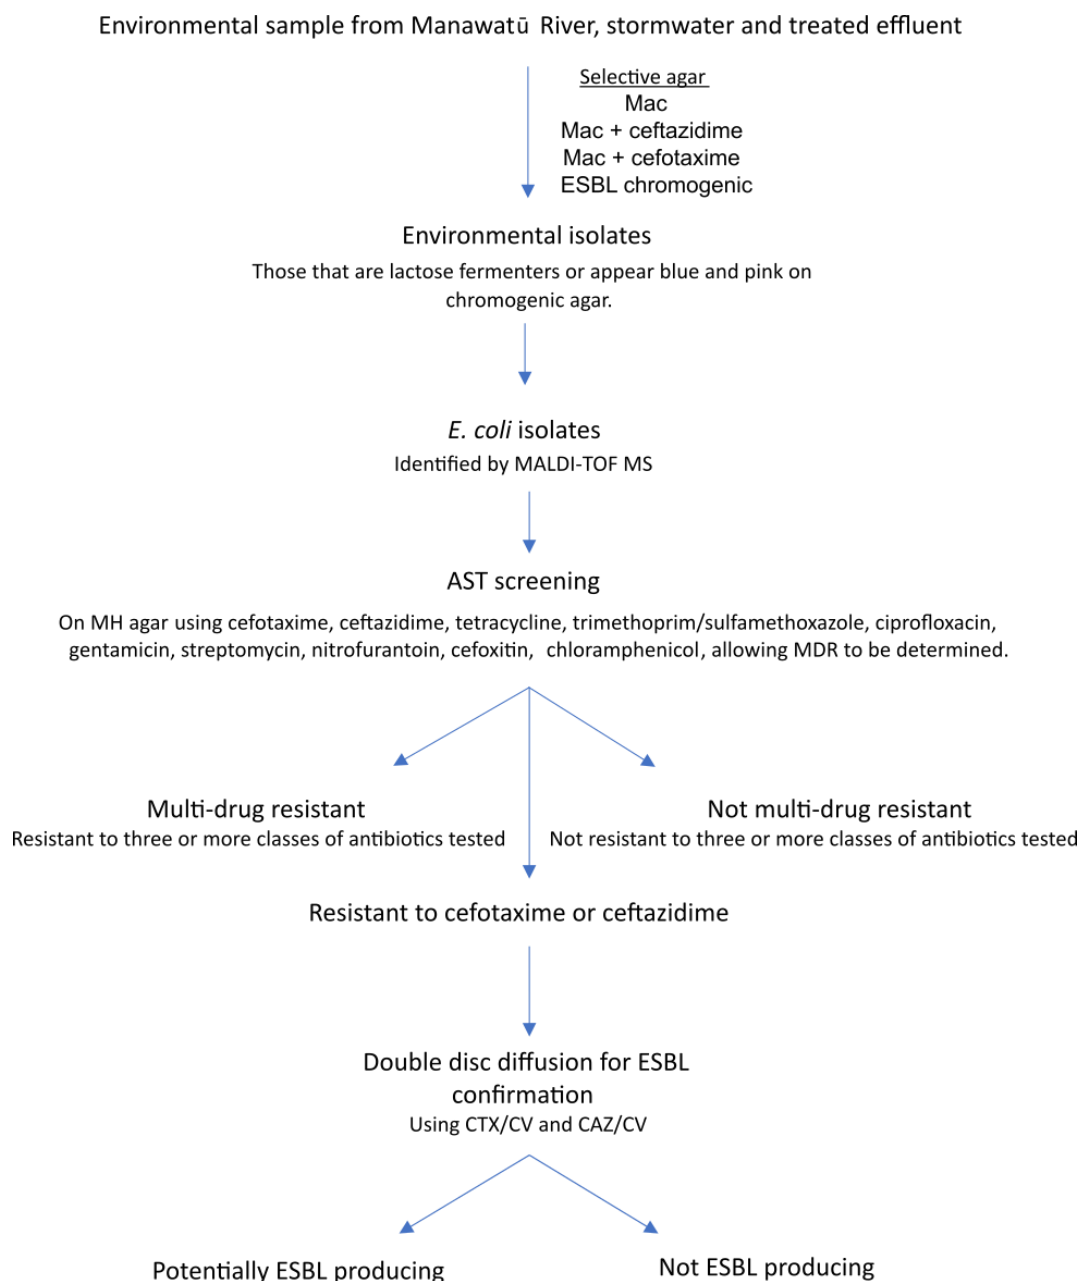 Environmental sample from Manawatū River, stormwater and treated effluent
Selective agar
Mac
Mac + ceftazidime
Mac + cefotaxime
ESBL chromogenic
Environmental isolates
Those that are lactose fermenters or appear blue and pink on
chromogenic agar.
E. coli isolates
Identified by MALDI-TOF MS
AST screening
On MH agar using cefotaxime, ceftazidime, tetracycline, trimethoprim/sulfamethoxazole, ciprofloxacin,
gentamicin, streptomycin, nitrofurantoin, cefoxitin, chloramphenicol, allowing MDR to be determined.
Multi-drug resistant
Resistant to three or more classes of antibiotics tested
Not multi-drug resistant
Not resistant to three or more classes of antibiotics tested
Resistant to cefotaxime or ceftazidime
Double disc diffusion for ESBL
confirmation
Using CTX/CV and CAZ/CV
Potentially ESBL producing
Not ESBL producing